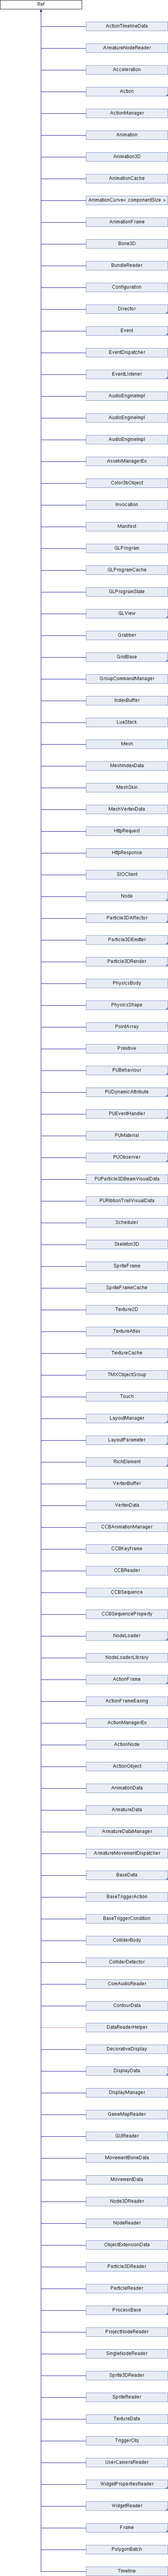 Ref
ActionTimelineData
ArmatureNodeReader
Acceleration
Action
ActionManager
Animation
Animation3D
AnimationCache
AnimationCurve< componentSize >
AnimationFrame
Bone3D
BundleReader
Configuration
Director
Event
EventDispatcher
EventListener
AudioEngineImpl
AudioEngineImpl
AudioEngineImpl
AssetsManagerEx
Color3bObject
Invocation
Manifest
GLProgram
GLProgramCache
GLProgramState
GLView
Grabber
GridBase
GroupCommandManager
IndexBuffer
LuaStack
Mesh
MeshIndexData
MeshSkin
MeshVertexData
HttpRequest
HttpResponse
SIOClient
Node
Particle3DAffector
Particle3DEmitter
Particle3DRender
PhysicsBody
PhysicsShape
PointArray
Primitive
PUBehaviour
PUDynamicAttribute
PUEventHandler
PUMaterial
PUObserver
PUParticle3DBeamVisualData
PURibbonTrailVisualData
Scheduler
Skeleton3D
SpriteFrame
SpriteFrameCache
Texture2D
TextureAtlas
TextureCache
TMXObjectGroup
Touch
LayoutManager
LayoutParameter
RichElement
VertexBuffer
VertexData
CCBAnimationManager
CCBKeyframe
CCBReader
CCBSequence
CCBSequenceProperty
NodeLoader
NodeLoaderLibrary
ActionFrame
ActionFrameEasing
ActionManagerEx
ActionNode
ActionObject
AnimationData
ArmatureData
ArmatureDataManager
ArmatureMovementDispatcher
BaseData
BaseTriggerAction
BaseTriggerCondition
ColliderBody
ColliderDetector
ComAudioReader
ContourData
DataReaderHelper
DecorativeDisplay
DisplayData
DisplayManager
GameMapReader
GUIReader
MovementBoneData
MovementData
Node3DReader
NodeReader
ObjectExtensionData
Particle3DReader
ParticleReader
ProcessBase
ProjectNodeReader
SingleNodeReader
Sprite3DReader
SpriteReader
TextureData
TriggerObj
UserCameraReader
WidgetPropertiesReader
WidgetReader
Frame
PolygonBatch
Timeline